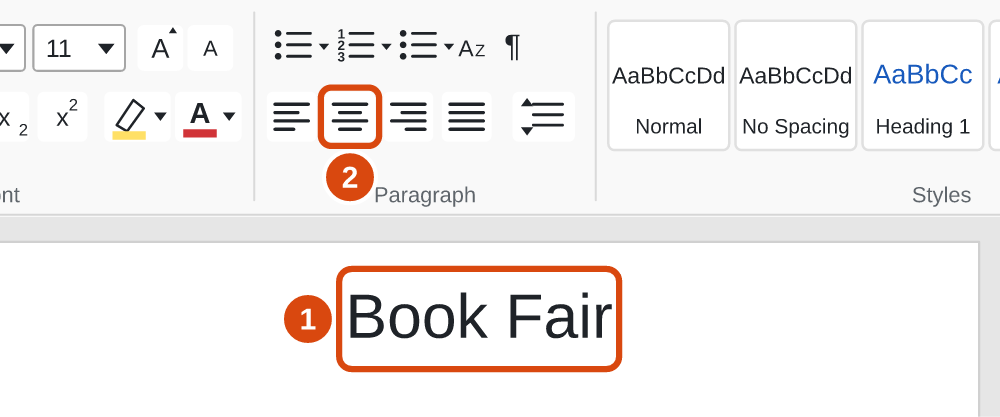 11 A A
1
2
3
AZ ¶
x2 x2 A
AaBbCcDd AaBbCcDd AaBbCc
Normal No Spacing Heading 1
2
Paragraph Styles
1 Book Fair